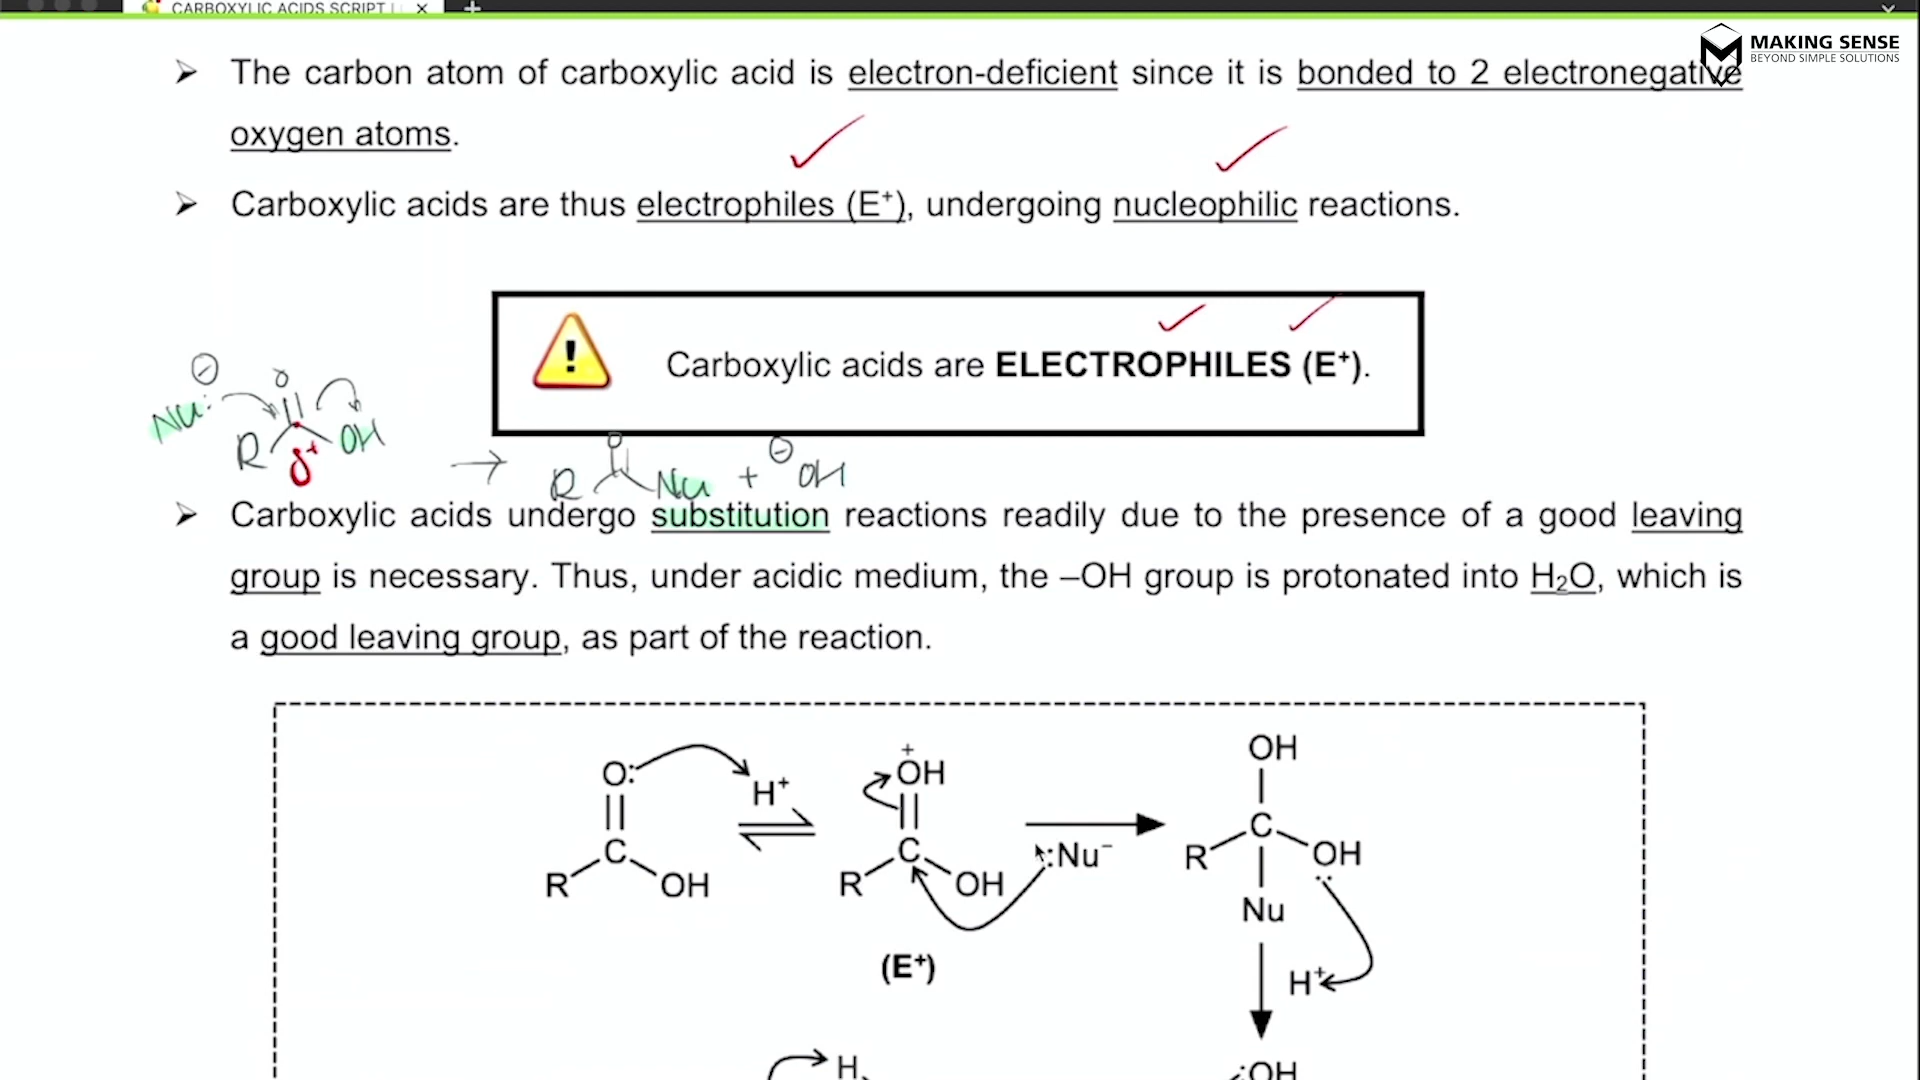 CARBOXYLIC ACIDS SCRIPT
MAKING SENSE
BEYOND SIMPLE SOLUTIONS
➢ The carbon atom of carboxylic acid is electron-deficient since it is bonded to 2 electronegative
oxygen atoms.
➢ Carboxylic acids are thus electrophiles (E⁺), undergoing nucleophilic reactions.
! Carboxylic acids are ELECTROPHILES (E⁺).
⊖
Nu: O
R δ+ OH
→ R O Nu + ⊖ OH
➢ Carboxylic acids undergo substitution reactions readily due to the presence of a good leaving
group is necessary. Thus, under acidic medium, the –OH group is protonated into H₂O, which is
a good leaving group, as part of the reaction.
O: H⁺ +OH OH
C C :Nu⁻ C
R OH R OH R OH
Nu
(E⁺) H⁺
H :OH